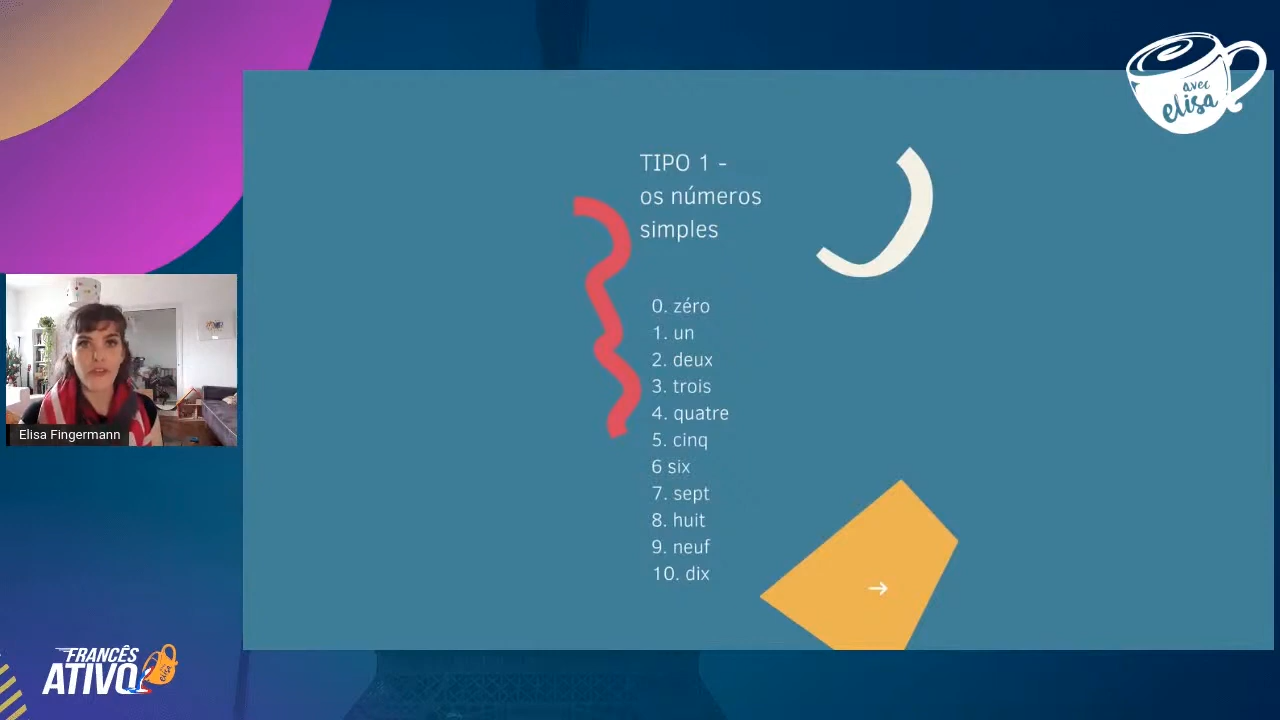 avec
elisa
TIPO 1 -
os números
simples
0. zéro
1. un
2. deux
3. trois
4. quatre
5. cinq
6 six
7. sept
8. huit
9. neuf
10. dix
→
Elisa Fingermann
FRANCÊS
ATIVO
elisa